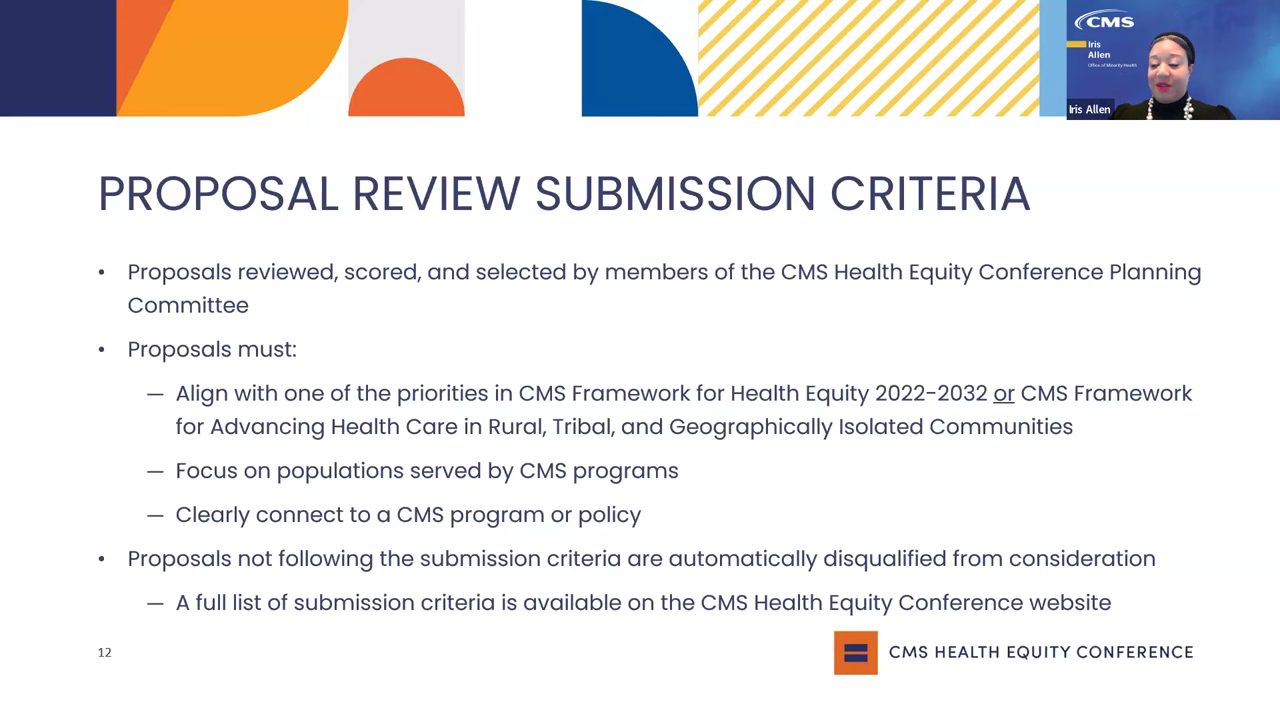 CMS
Iris
Allen
Office of Minority Health
Iris Allen
PROPOSAL REVIEW SUBMISSION CRITERIA
• Proposals reviewed, scored, and selected by members of the CMS Health Equity Conference Planning
Committee
• Proposals must:
— Align with one of the priorities in CMS Framework for Health Equity 2022-2032 or CMS Framework
for Advancing Health Care in Rural, Tribal, and Geographically Isolated Communities
— Focus on populations served by CMS programs
— Clearly connect to a CMS program or policy
• Proposals not following the submission criteria are automatically disqualified from consideration
— A full list of submission criteria is available on the CMS Health Equity Conference website
12
CMS HEALTH EQUITY CONFERENCE